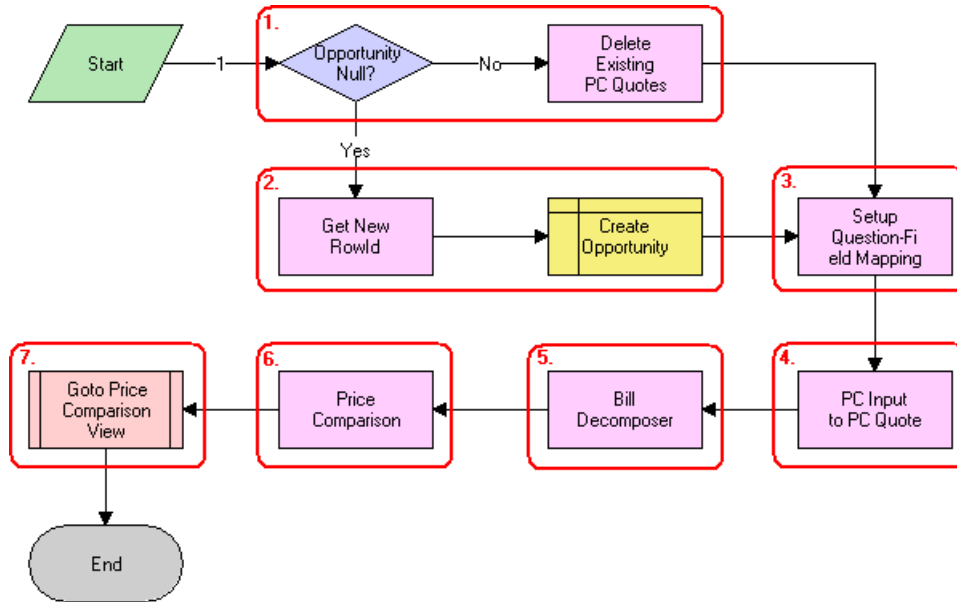 1.
Start
1
Opportunity
Null?
No
Delete
Existing
PC Quotes
Yes
2.
Get New
RowId
Create
Opportunity
3.
Setup
Question-Fi
eld Mapping
7.
Goto Price
Comparison
View
6.
Price
Comparison
5.
Bill
Decomposer
4.
PC Input
to PC Quote
End